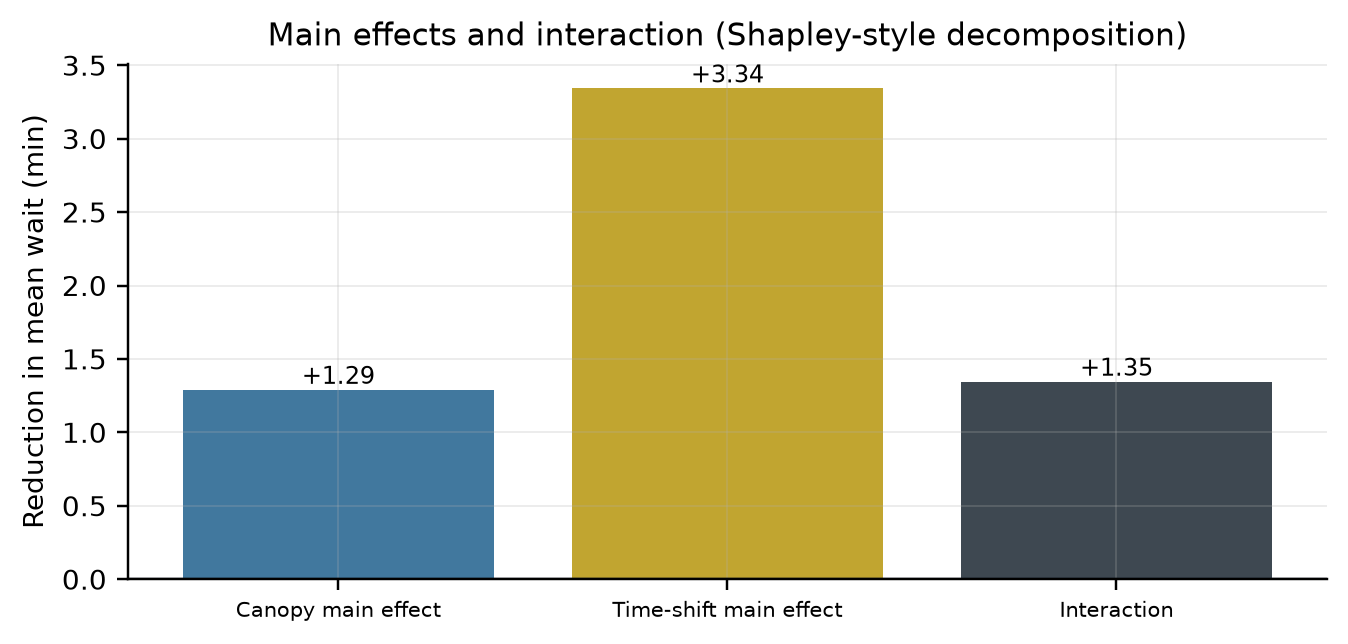 Main effects and interaction (Shapley-style decomposition)
Reduction in mean wait (min)
3.5
3.0
2.5
2.0
1.5
1.0
0.5
0.0
+1.29
+3.34
+1.35
Canopy main effect
Time-shift main effect
Interaction